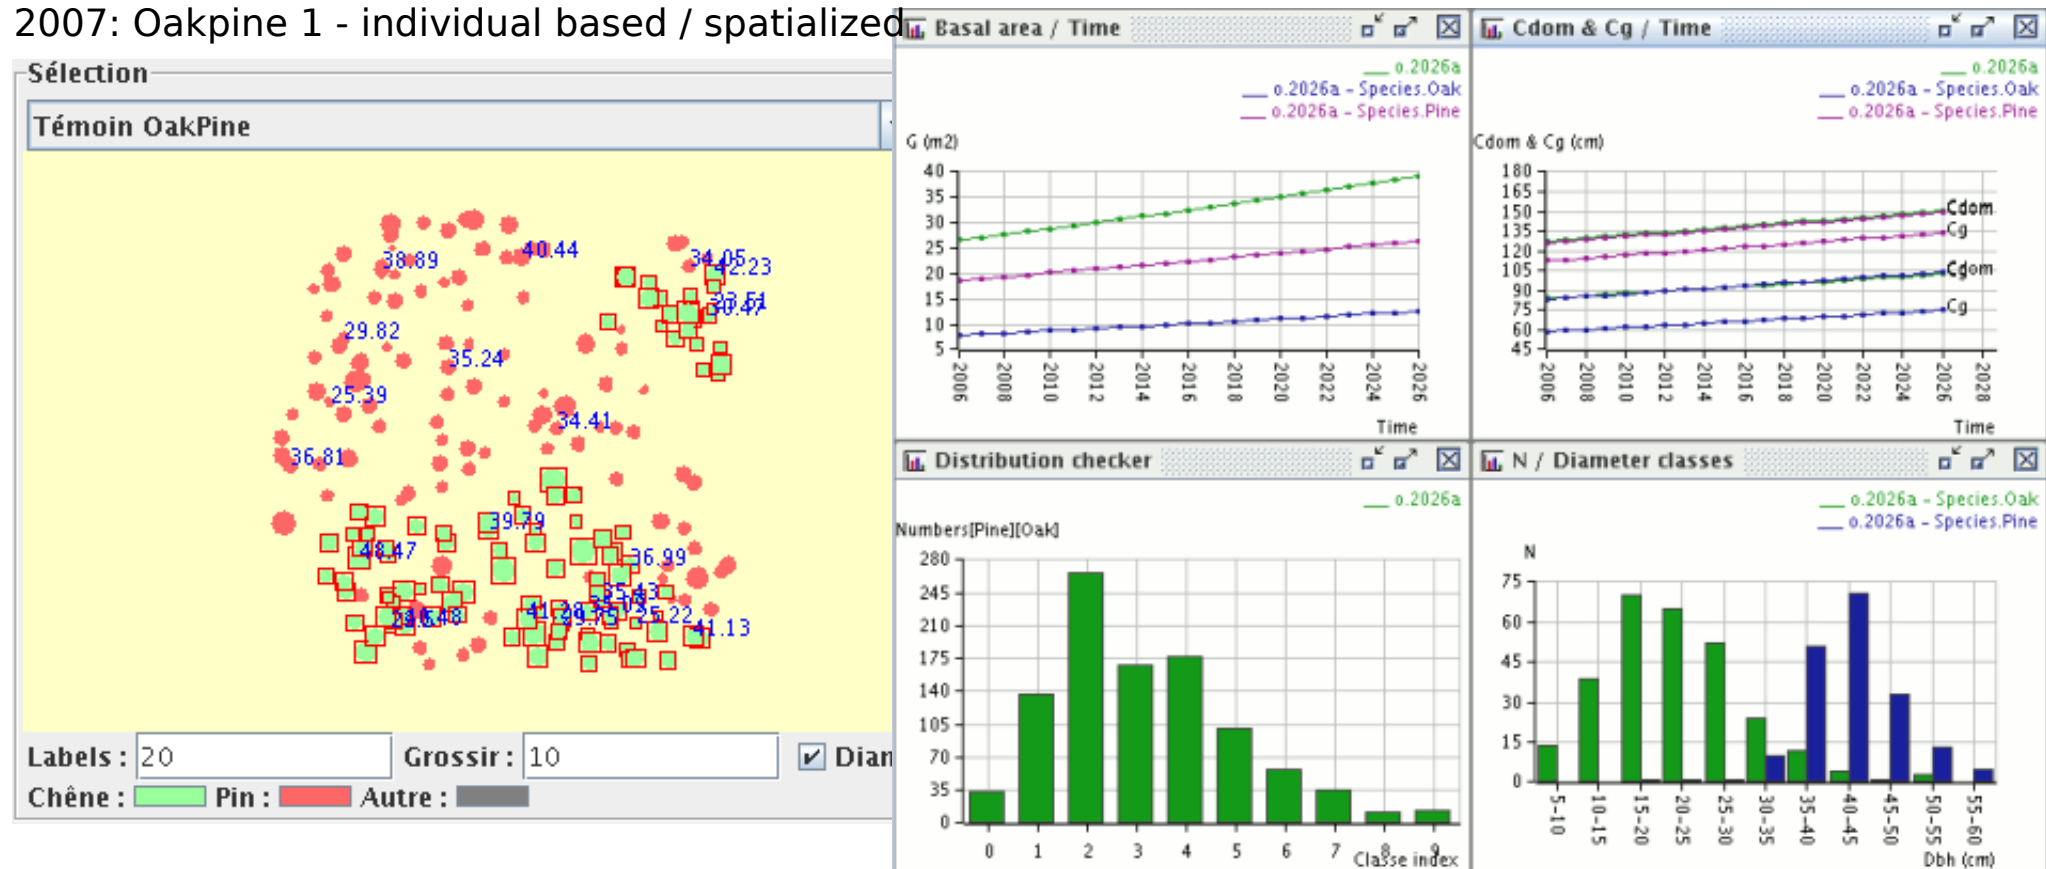 2007: Oakpine 1 - individual based / spatialized
Sélection
Témoin OakPine
40.44
38.89
34.05
42.23
29.82
35.24
25.39
34.41
36.81
39.79
48.47
36.99
35.43
29.75
25.22
41.13
Labels : 20 Grossir : 10 Diam
Chêne : Pin : Autre :
Basal area / Time
o.2026a
o.2026a - Species.Oak
o.2026a - Species.Pine
G (m2)
40
35
30
25
20
15
10
5
2006 2008 2010 2012 2014 2016 2018 2020 2022 2024 2026
Time
Cdom & Cg / Time
o.2026a
o.2026a - Species.Oak
o.2026a - Species.Pine
Cdom & Cg (cm)
180
165
150
135
120
105
90
75
60
45
Cdom
Cg
Cdom
Cg
2006 2008 2010 2012 2014 2016 2018 2020 2022 2024 2026 2028
Time
Distribution checker
o.2026a
Numbers[Pine][Oak]
280
245
210
175
140
105
70
35
0
0 1 2 3 4 5 6 7 8 9
Classe index
N / Diameter classes
o.2026a - Species.Oak
o.2026a - Species.Pine
N
75
60
45
30
15
0
5-10 10-15 15-20 20-25 25-30 30-35 35-40 40-45 45-50 50-55 55-60
Dbh (cm)